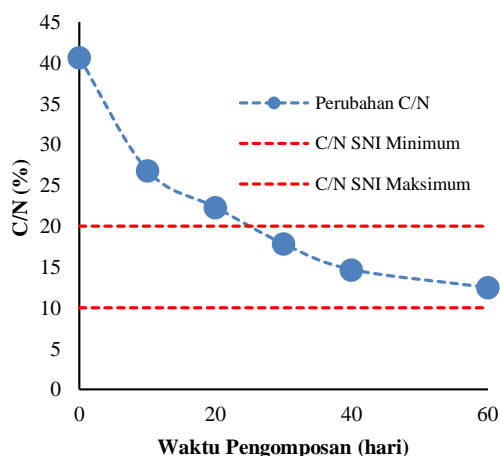 45
40
35
30
25
20
15
10
5
0
C/N (%)
Perubahan C/N
C/N SNI Minimum
C/N SNI Maksimum
0
20
40
60
Waktu Pengomposan (hari)